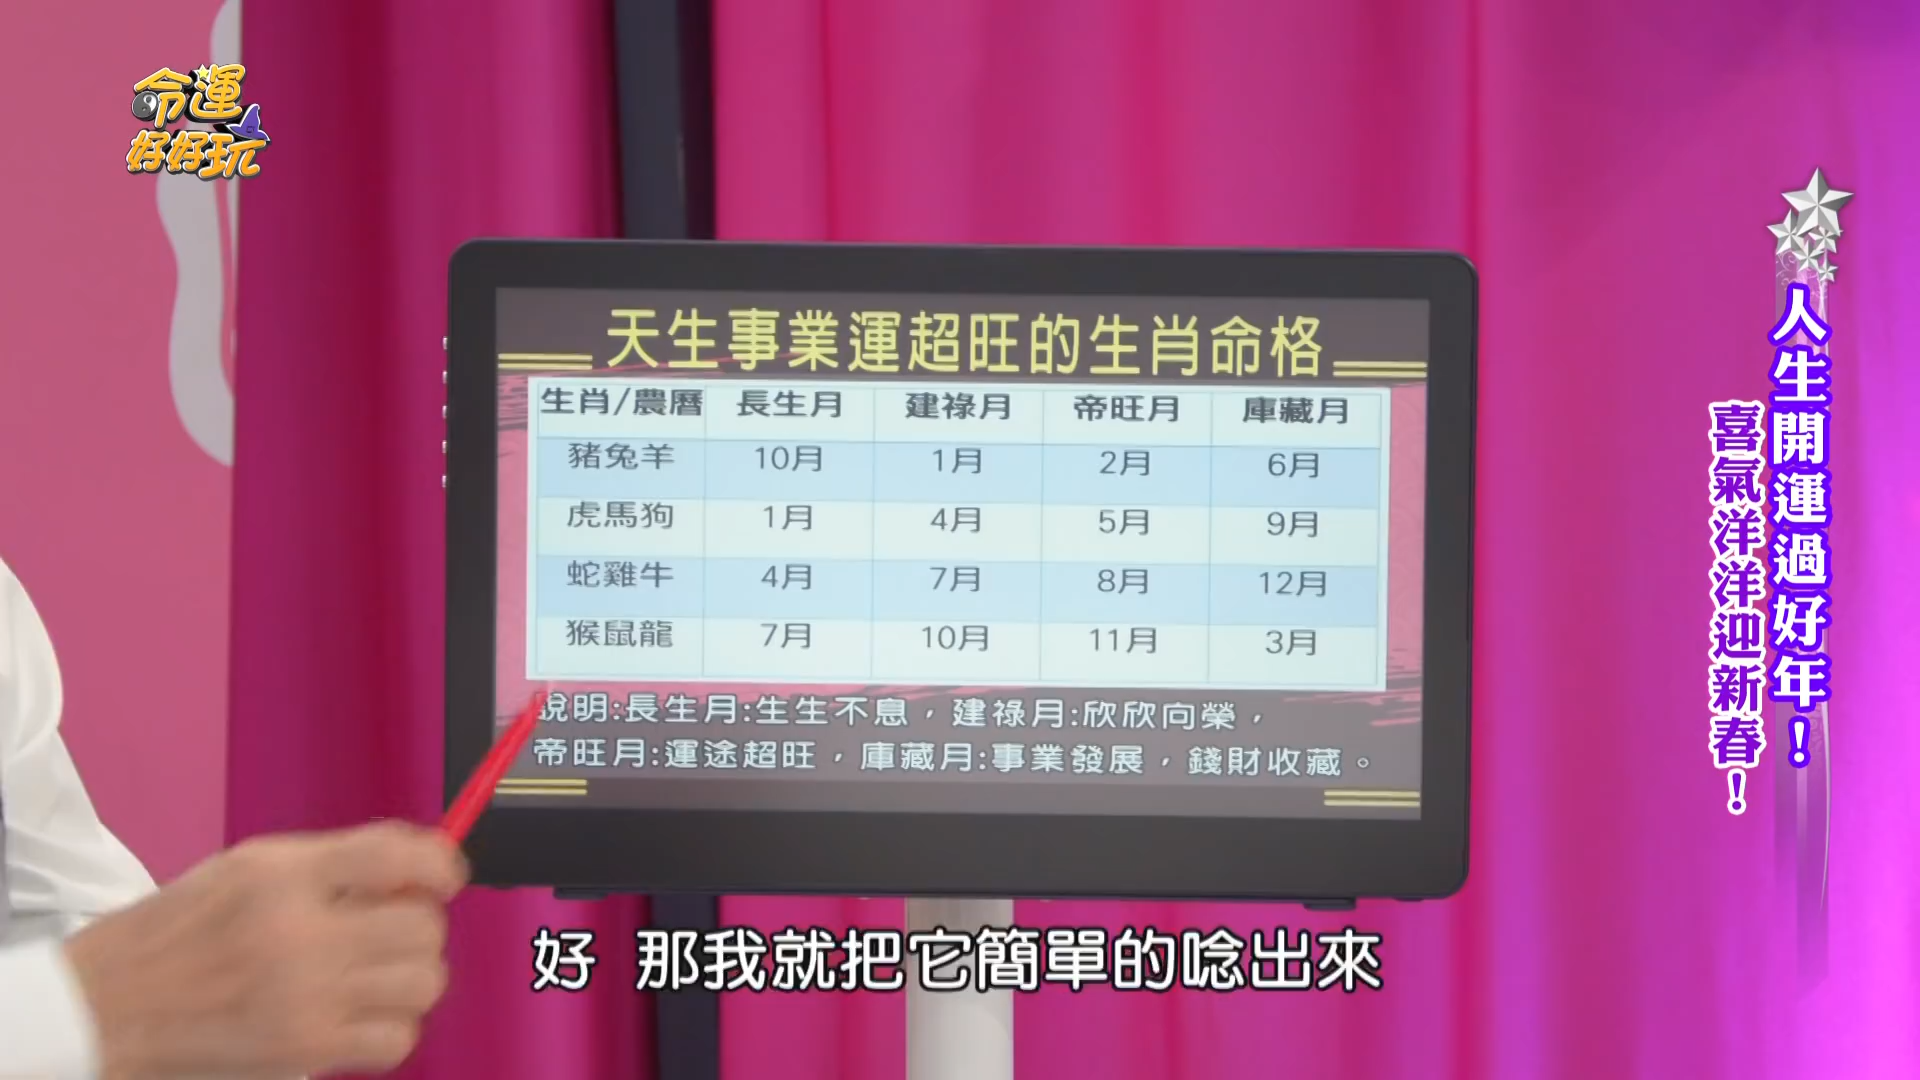 命運
好好玩
人生開運過好年！
喜氣洋洋迎新春！
天生事業運超旺的生肖命格
生肖/農曆 長生月 建祿月 帝旺月 庫藏月
豬兔羊 10月 1月 2月 6月
虎馬狗 1月 4月 5月 9月
蛇雞牛 4月 7月 8月 12月
猴鼠龍 7月 10月 11月 3月
說明:長生月:生生不息，建祿月:欣欣向榮，
帝旺月:運途超旺，庫藏月:事業發展，錢財收藏。
好 那我就把它簡單的唸出來